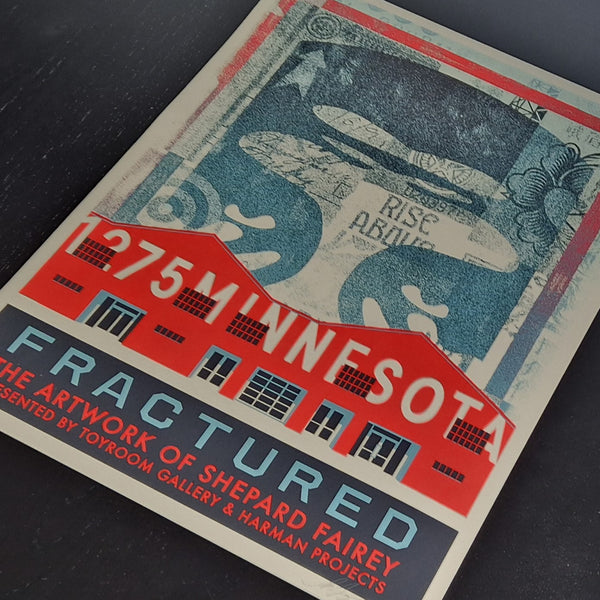 RISE
ABOVE
1275 MINNESOTA
FRACTURED
THE ARTWORK OF SHEPARD FAIREY
PRESENTED BY TOYROOM GALLERY & HARMAN PROJECTS